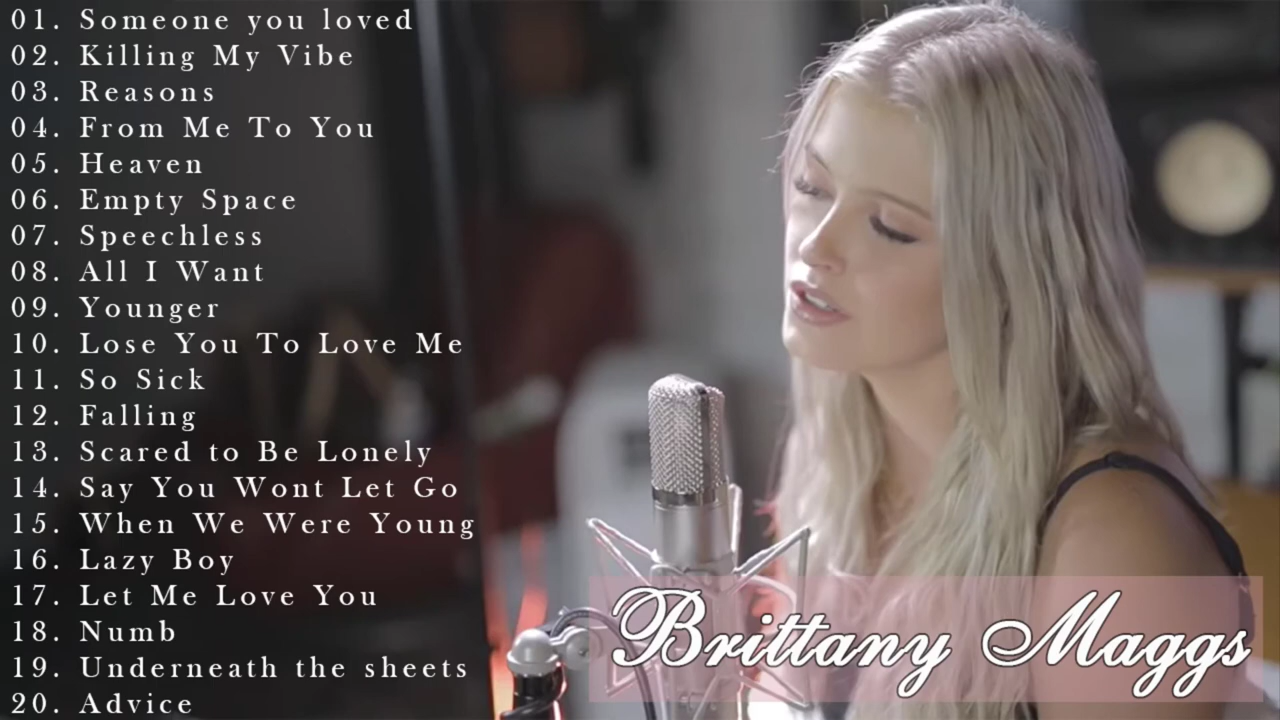 01. Someone you loved
02. Killing My Vibe
03. Reasons
04. From Me To You
05. Heaven
06. Empty Space
07. Speechless
08. All I Want
09. Younger
10. Lose You To Love Me
11. So Sick
12. Falling
13. Scared to Be Lonely
14. Say You Wont Let Go
15. When We Were Young
16. Lazy Boy
17. Let Me Love You
18. Numb
19. Underneath the sheets
20. Advice
Brittany Maggs